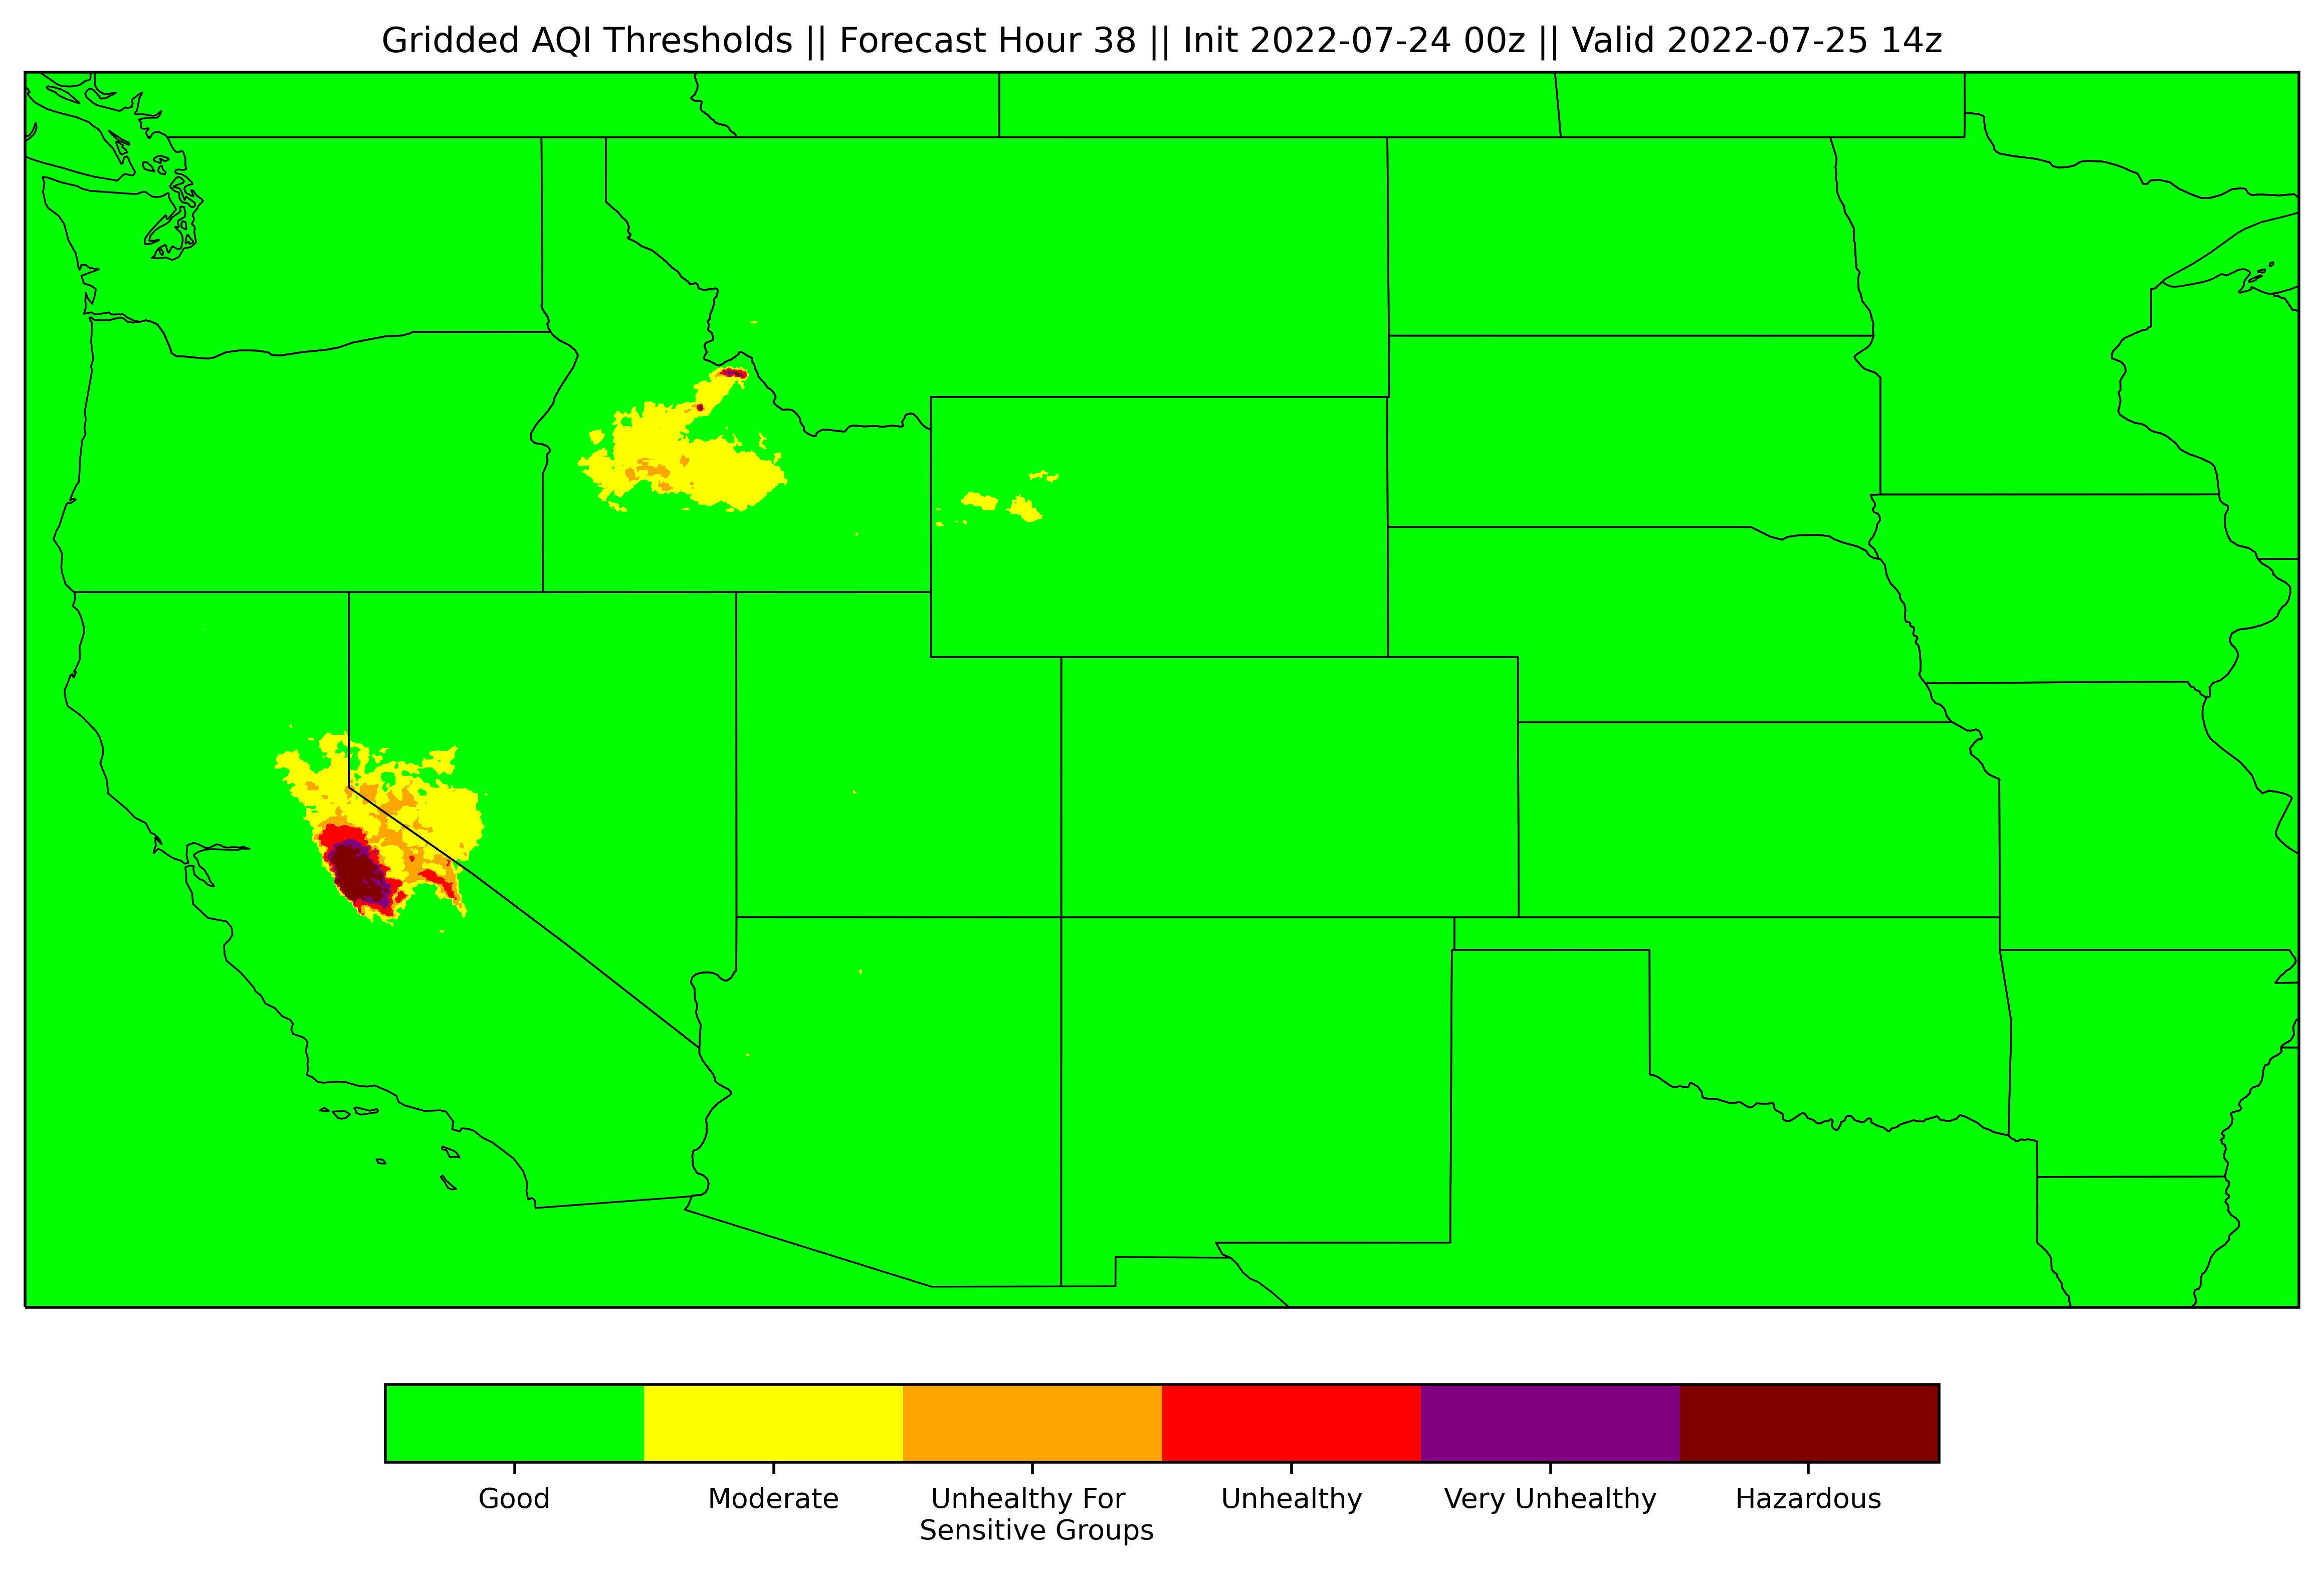 Gridded AQI Thresholds || Forecast Hour 38 || Init 2022-07-24 00z || Valid 2022-07-25 14z
Good Moderate Unhealthy For Unhealthy Very Unhealthy Hazardous
Sensitive Groups